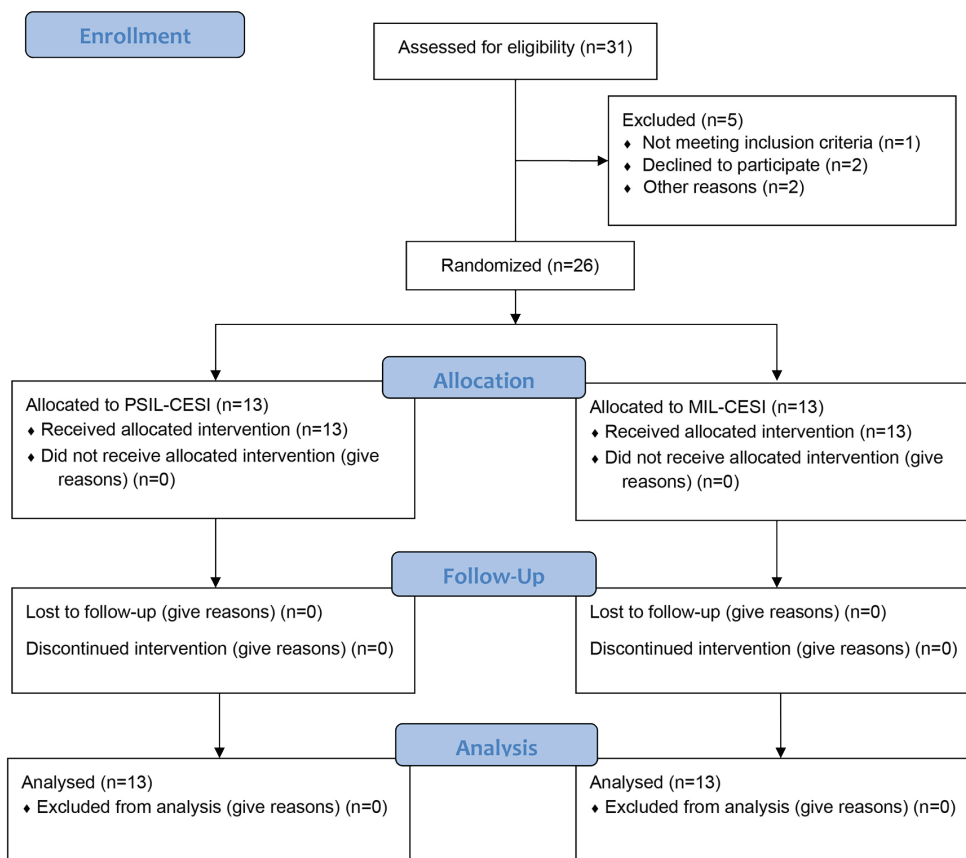 Enrollment
Assessed for eligibility (n=31)
Excluded (n=5)
♦ Not meeting inclusion criteria (n=1)
♦ Declined to participate (n=2)
♦ Other reasons (n=2)
Randomized (n=26)
Allocation
Allocated to PSIL-CESI (n=13)
♦ Received allocated intervention (n=13)
♦ Did not receive allocated intervention (give
reasons) (n=0)
Allocated to MIL-CESI (n=13)
♦ Received allocated intervention (n=13)
♦ Did not receive allocated intervention (give
reasons) (n=0)
Follow-Up
Lost to follow-up (give reasons) (n=0)
Discontinued intervention (give reasons) (n=0)
Lost to follow-up (give reasons) (n=0)
Discontinued intervention (give reasons) (n=0)
Analysis
Analysed (n=13)
♦ Excluded from analysis (give reasons) (n=0)
Analysed (n=13)
♦ Excluded from analysis (give reasons) (n=0)